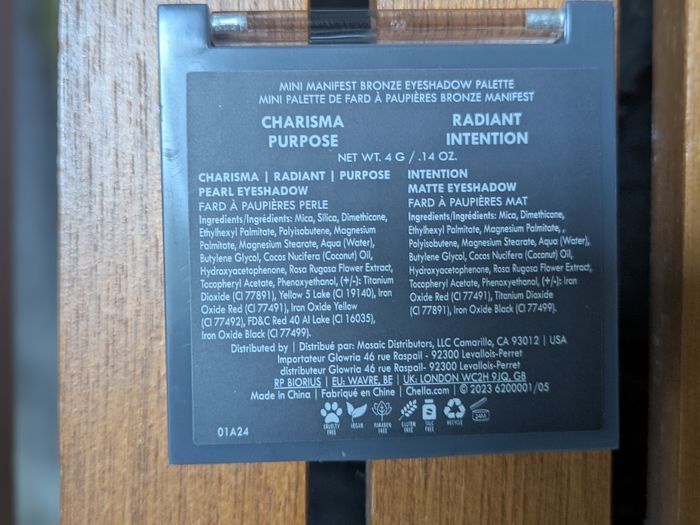 MINI MANIFEST BRONZE EYESHADOW PALETTE
MINI PALETTE DE FARD À PAUPIÈRES BRONZE MANIFEST
CHARISMA RADIANT
PURPOSE INTENTION
NET WT. 4 G / .14 OZ.
CHARISMA | RADIANT | PURPOSE
PEARL EYESHADOW
FARD À PAUPIÈRES PERLE
Ingredients/Ingrédients: Mica, Silica, Dimethicone,
Ethylhexyl Palmitate, Polyisobutene, Magnesium
Palmitate, Magnesium Stearate, Aqua (Water),
Butylene Glycol, Cocos Nucifera (Coconut) Oil,
Hydroxyacetophenone, Rosa Rugosa Flower Extract,
Tocopheryl Acetate, Phenoxyethanol, (+/-): Titanium
Dioxide (CI 77891), Yellow 5 Lake (CI 19140), Iron
Oxide Red (CI 77491), Iron Oxide Yellow
(CI 77492), FD&C Red 40 Al Lake (CI 16035),
Iron Oxide Black (CI 77499).
INTENTION
MATTE EYESHADOW
FARD À PAUPIÈRES MAT
Ingredients/Ingrédients: Mica, Dimethicone,
Ethylhexyl Palmitate, Magnesium Palmitate, ,
Polyisobutene, Magnesium Stearate, Aqua (Water),
Butylene Glycol, Cocos Nucifera (Coconut) Oil,
Hydroxyacetophenone, Rosa Rugosa Flower Extract,
Tocopheryl Acetate, Phenoxyethanol, (+/-): Iron
Oxide Red (CI 77491), Titanium Dioxide
(CI 77891), Iron Oxide Black (CI 77499).
Distributed by | Distribué par: Mosaic Distributors, LLC Camarillo, CA 93012 | USA
Importateur Glowria 46 rue Raspail - 92300 Levallois-Perret
distributeur Glowria 46 rue Raspail - 92300 Levallois-Perret
RP BIORIUS | EU: WAVRE, BE | UK: LONDON WC2H 9JQ, GB
Made in China | Fabriqué en Chine | Chella.com | © 2023 6200001/05
CRUELTY FREE
VEGAN
PARABEN FREE
GLUTEN FREE
TALC FREE
RECYCLE
24M
01A24